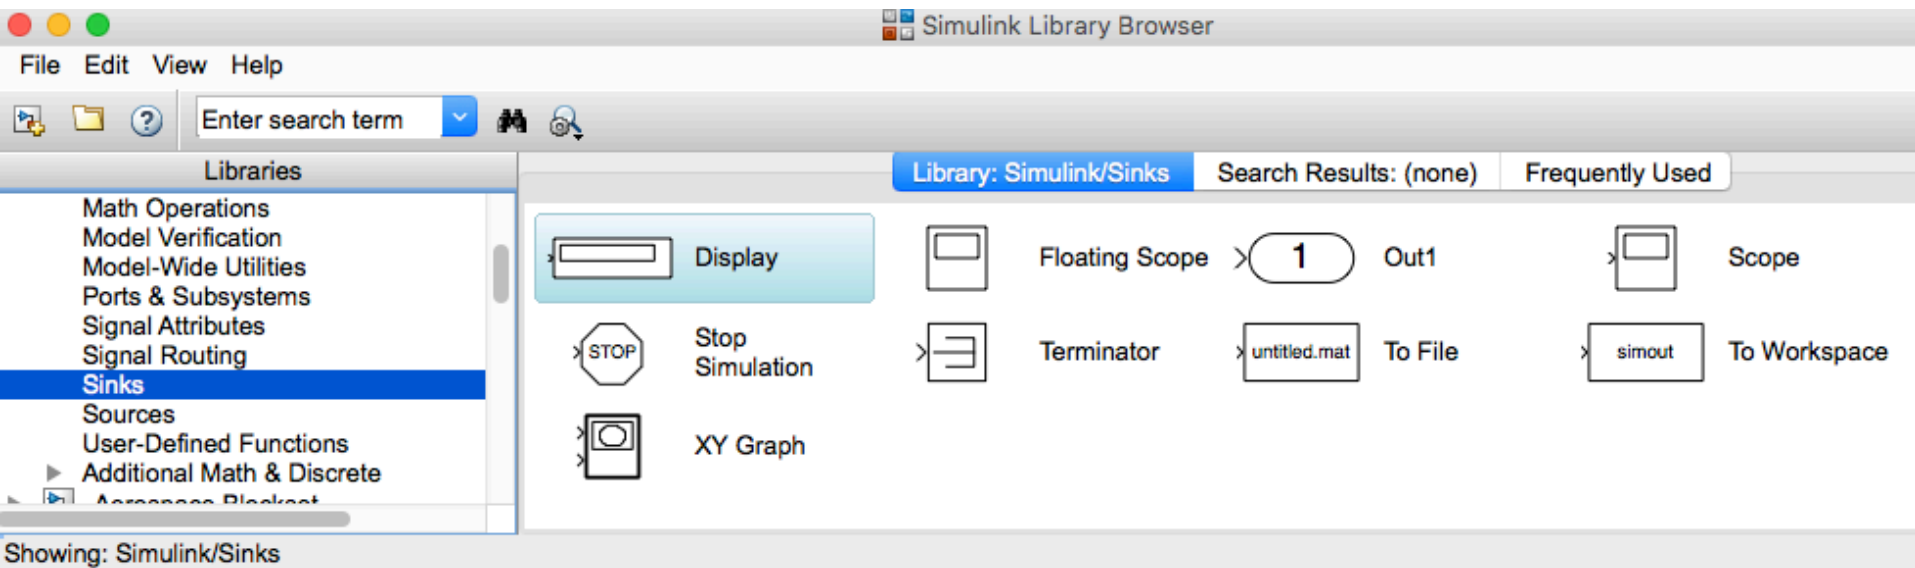 Simulink Library Browser
File Edit View Help
Enter search term
Libraries
Library: Simulink/Sinks Search Results: (none) Frequently Used
Math Operations
Model Verification
Model-Wide Utilities
Ports & Subsystems
Signal Attributes
Signal Routing
Sinks
Sources
User-Defined Functions
Additional Math & Discrete
Aerospace Blockset
Display
Floating Scope
1 Out1
Scope
STOP Stop
Simulation
Terminator
untitled.mat To File
simout To Workspace
XY Graph
Showing: Simulink/Sinks